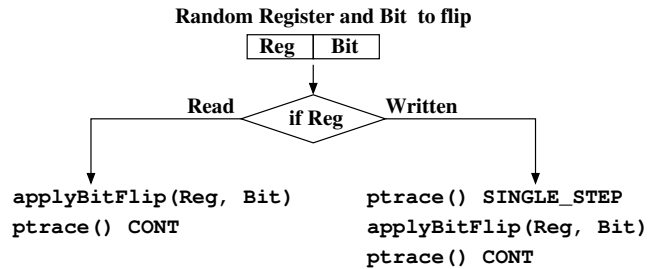 Random Register and Bit to flip
Reg Bit
Read if Reg Written
applyBitFlip(Reg, Bit)
ptrace() CONT
ptrace() SINGLE_STEP
applyBitFlip(Reg, Bit)
ptrace() CONT